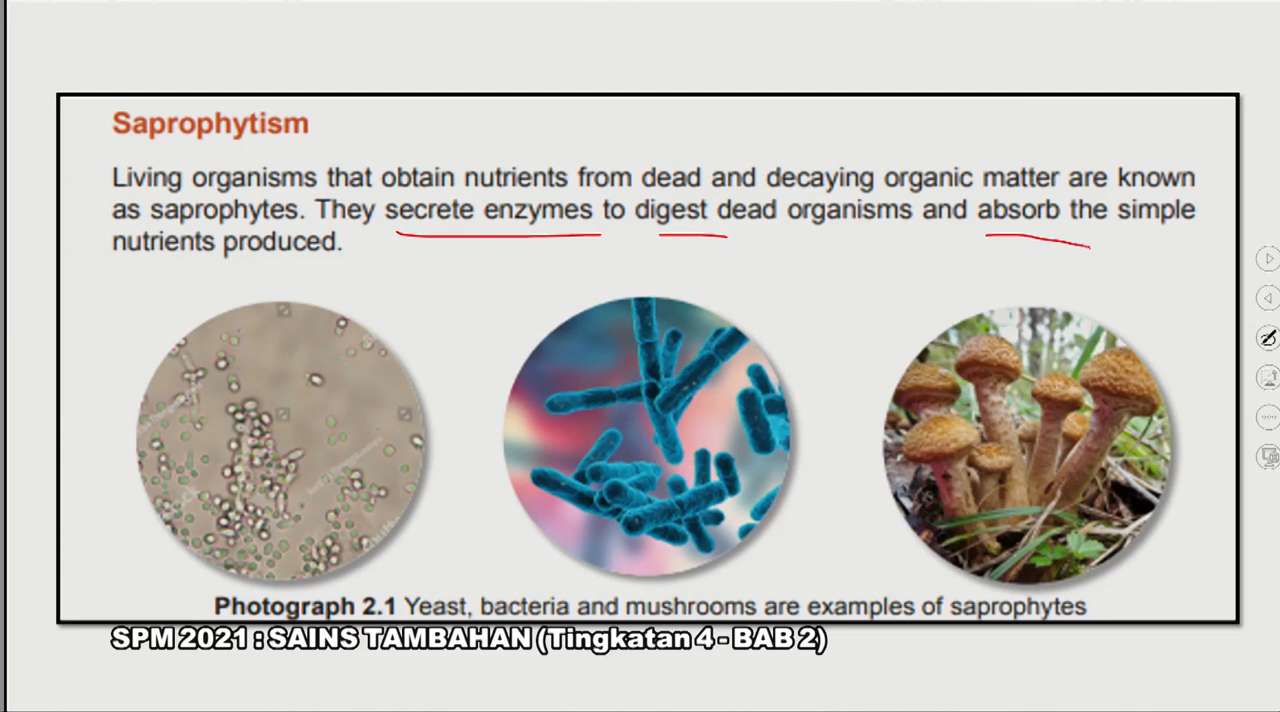 Saprophytism
Living organisms that obtain nutrients from dead and decaying organic matter are known
as saprophytes. They secrete enzymes to digest dead organisms and absorb the simple
nutrients produced.
Photograph 2.1 Yeast, bacteria and mushrooms are examples of saprophytes
SPM 2021 : SAINS TAMBAHAN (Tingkatan 4 - BAB 2)